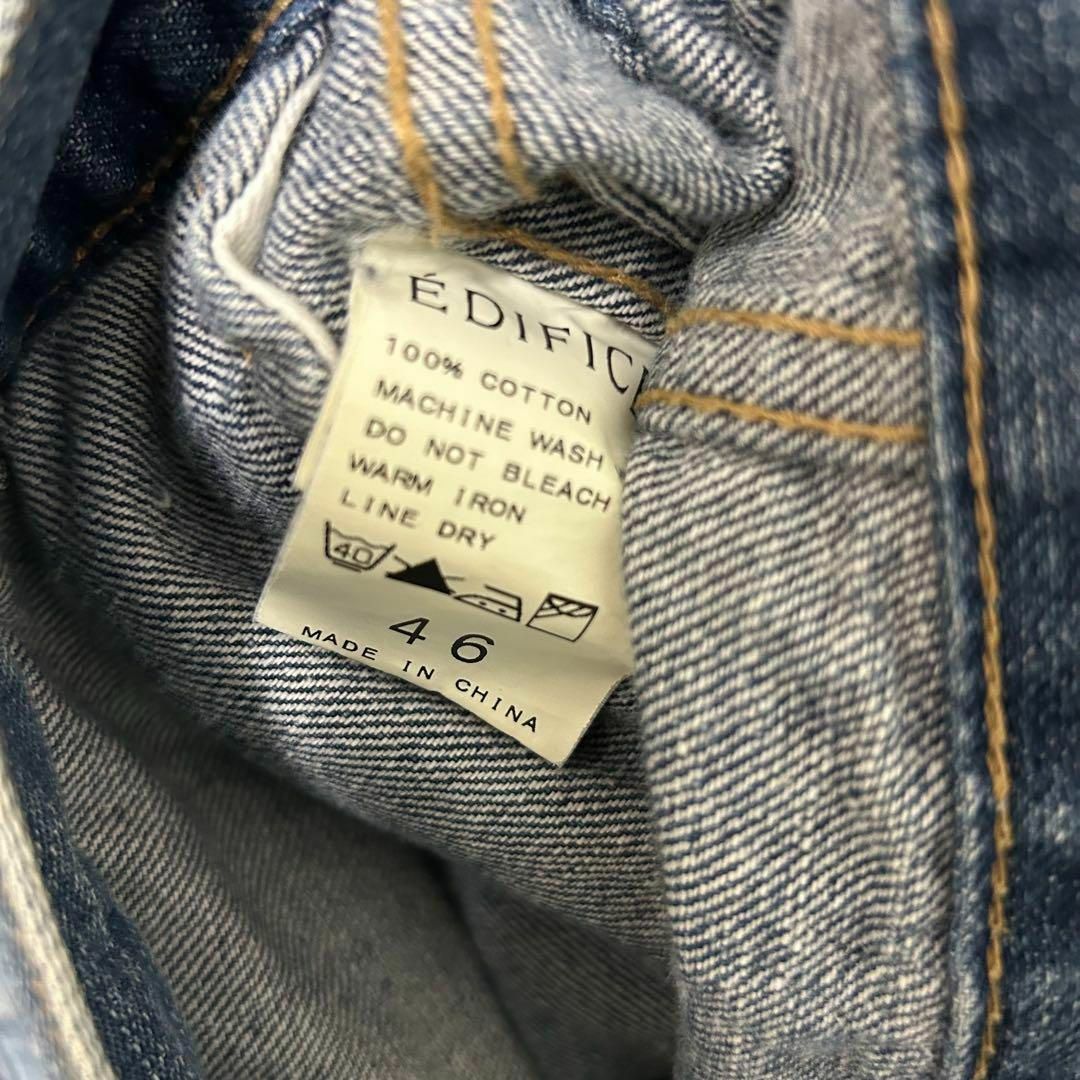 ÉDIFICE
100% COTTON
MACHINE WASH
DO NOT BLEACH
WARM IRON
LINE DRY
40
46
MADE IN CHINA